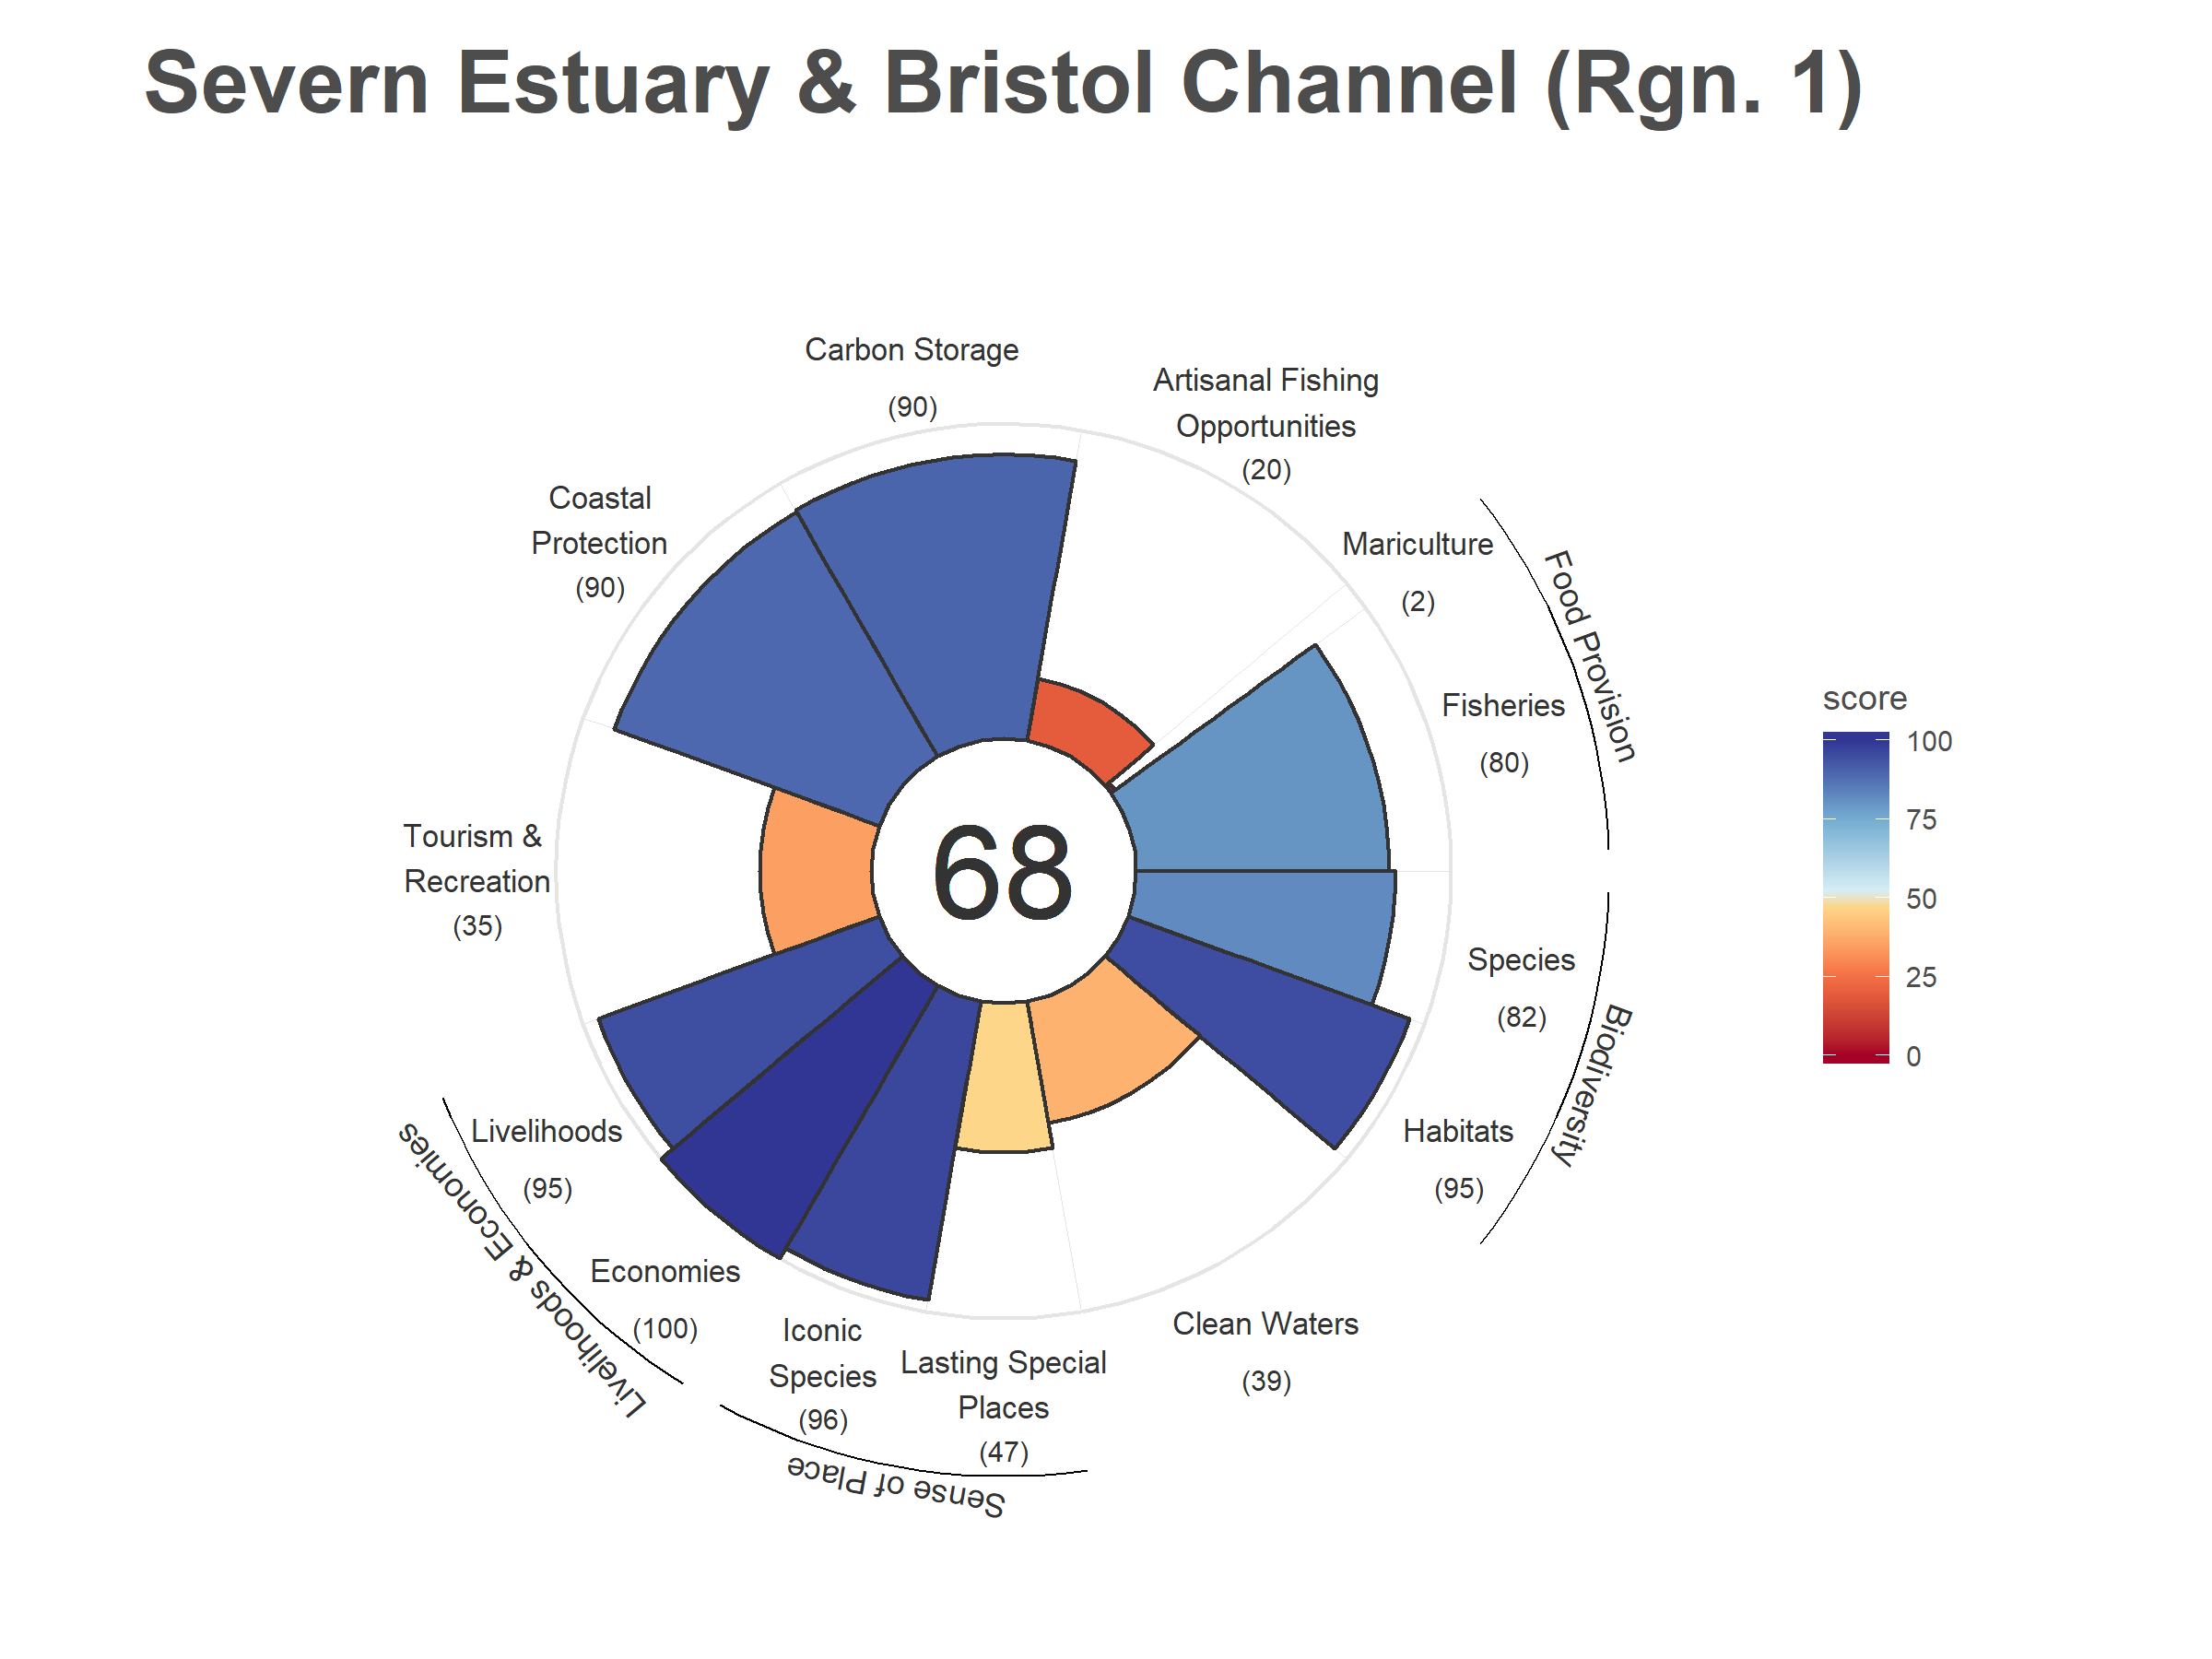 Severn Estuary & Bristol Channel (Rgn. 1)
Carbon Storage
(90)
Artisanal Fishing
Opportunities
(20)
Coastal
Protection
(90)
Mariculture
(2)
Food Provision
Fisheries
(80)
score
100
75
50
25
0
Tourism &
Recreation
(35)
68
Species
(82)
Biodiversity
Habitats
(95)
Livelihoods
(95)
Livelihoods & Economies
Economies
(100)
Iconic
Species
(96)
Lasting Special
Places
(47)
Sense of Place
Clean Waters
(39)